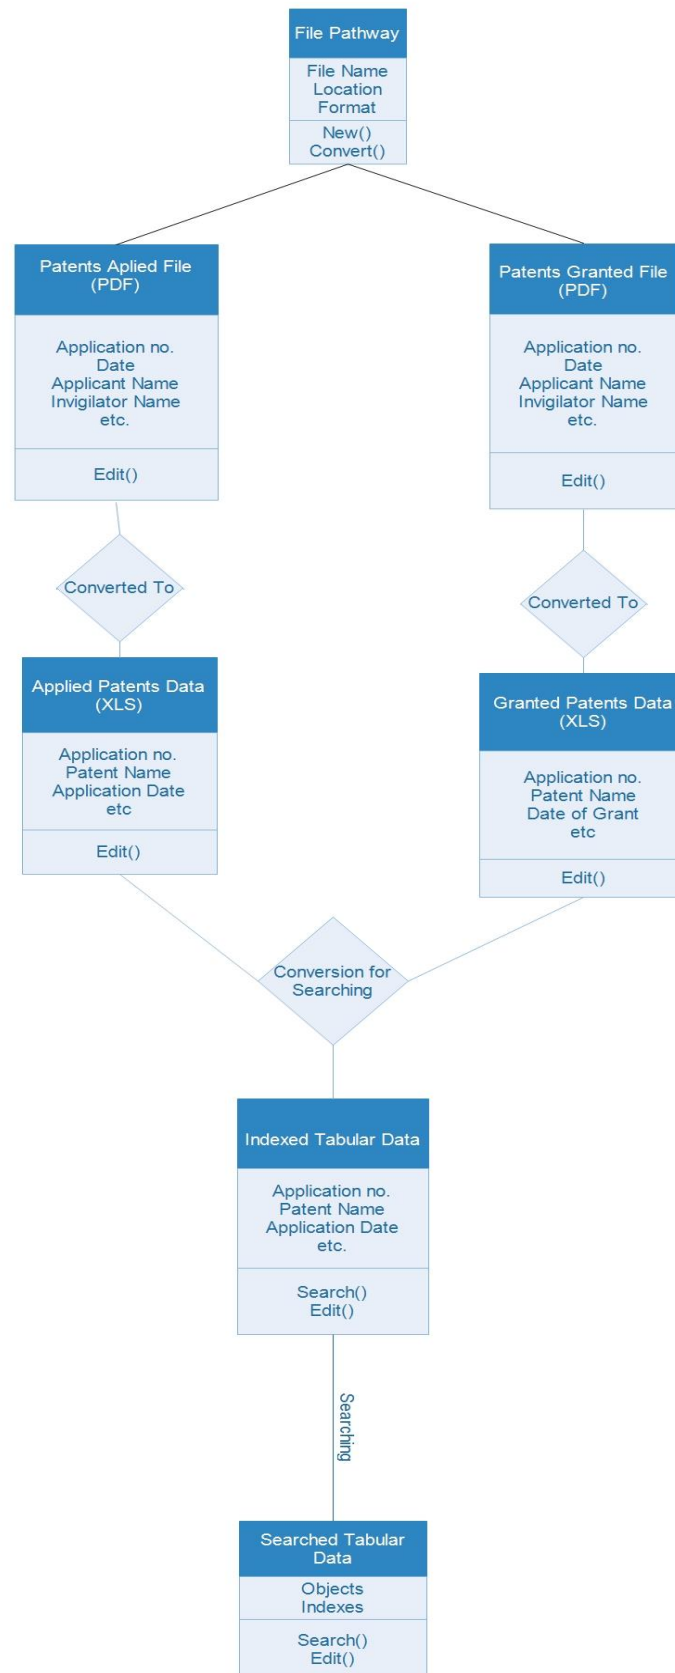 File Pathway
File Name
Location
Format
New()
Convert()
Patents Aplied File
(PDF)
Application no.
Date
Applicant Name
Invigilator Name
etc.
Edit()
Patents Granted File
(PDF)
Application no.
Date
Applicant Name
Invigilator Name
etc.
Edit()
Converted To
Converted To
Applied Patents Data
(XLS)
Application no.
Patent Name
Application Date
etc
Edit()
Granted Patents Data
(XLS)
Application no.
Patent Name
Date of Grant
etc
Edit()
Conversion for
Searching
Indexed Tabular Data
Application no.
Patent Name
Application Date
etc.
Search()
Edit()
Searching
Searched Tabular
Data
Objects
Indexes
Search()
Edit()